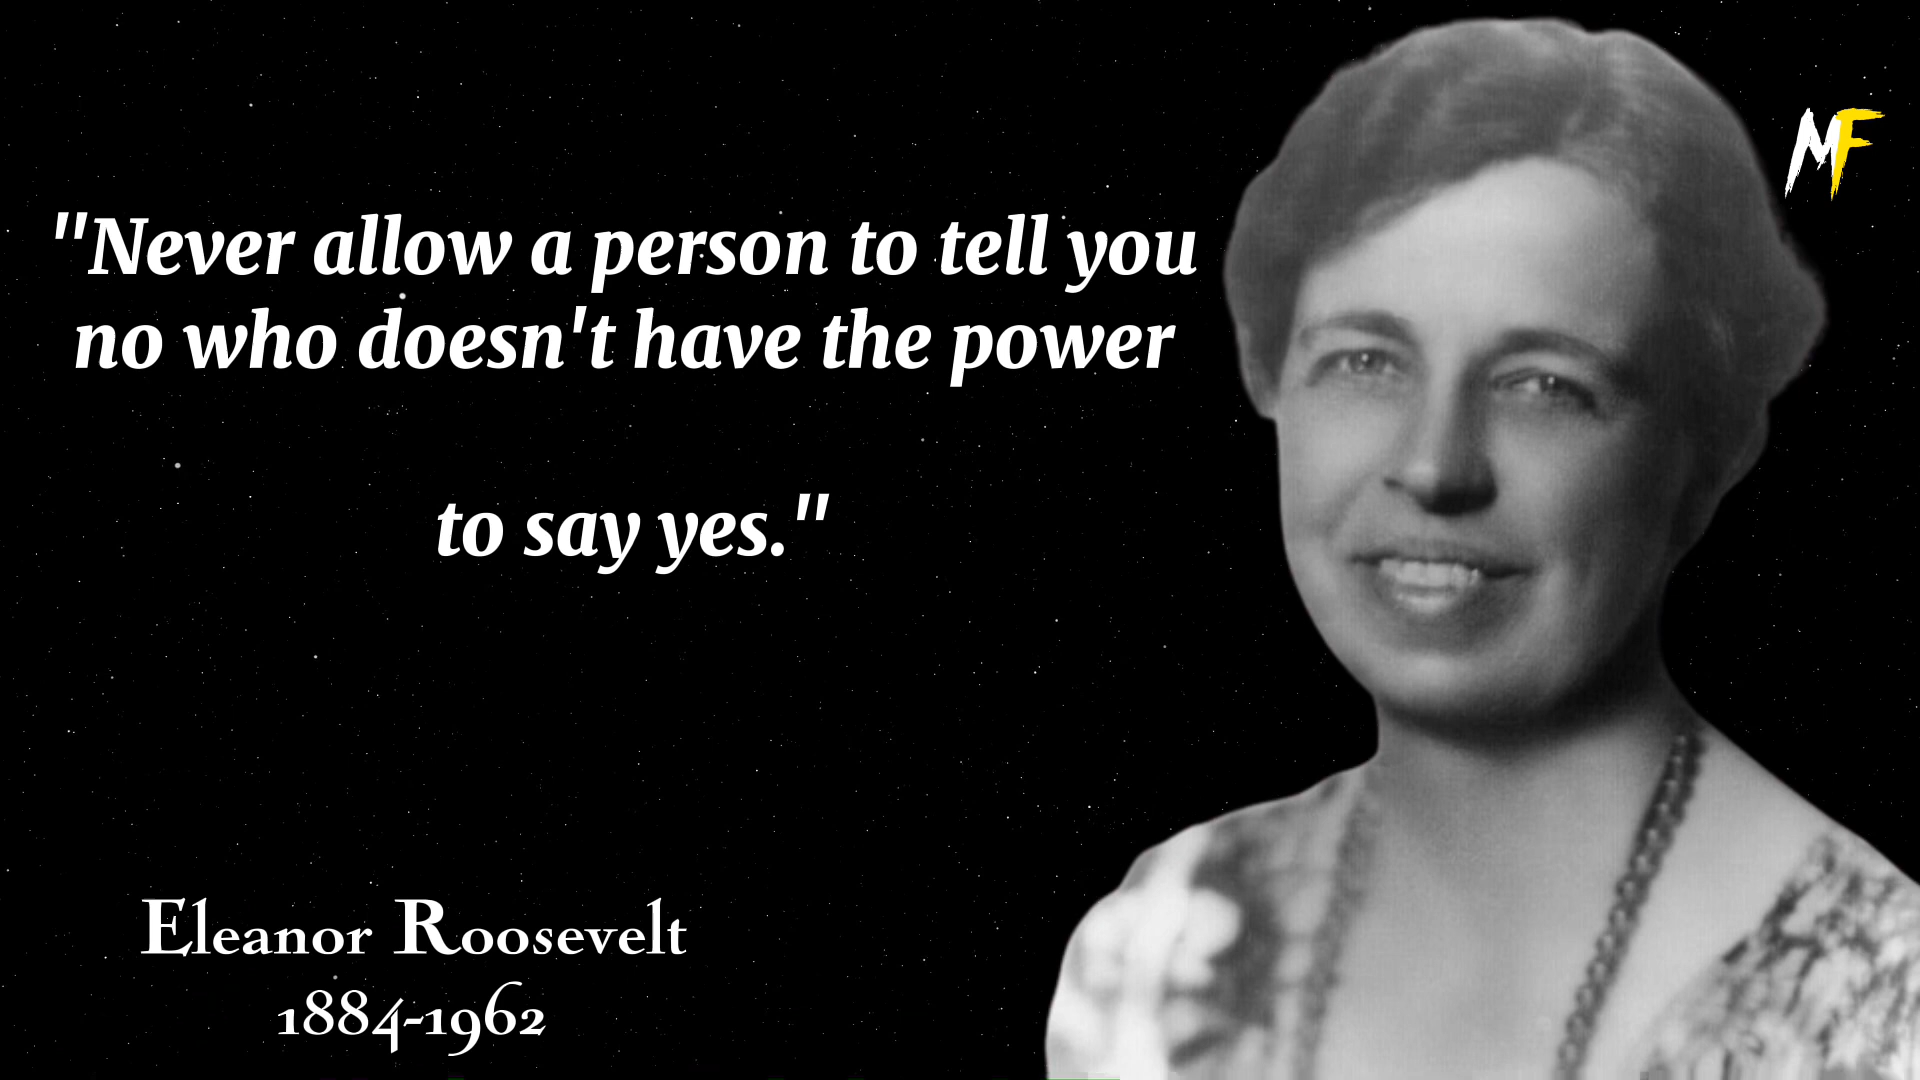 "Never allow a person to tell you
no who doesn't have the power
to say yes."
MF
Eleanor Roosevelt
1884-1962